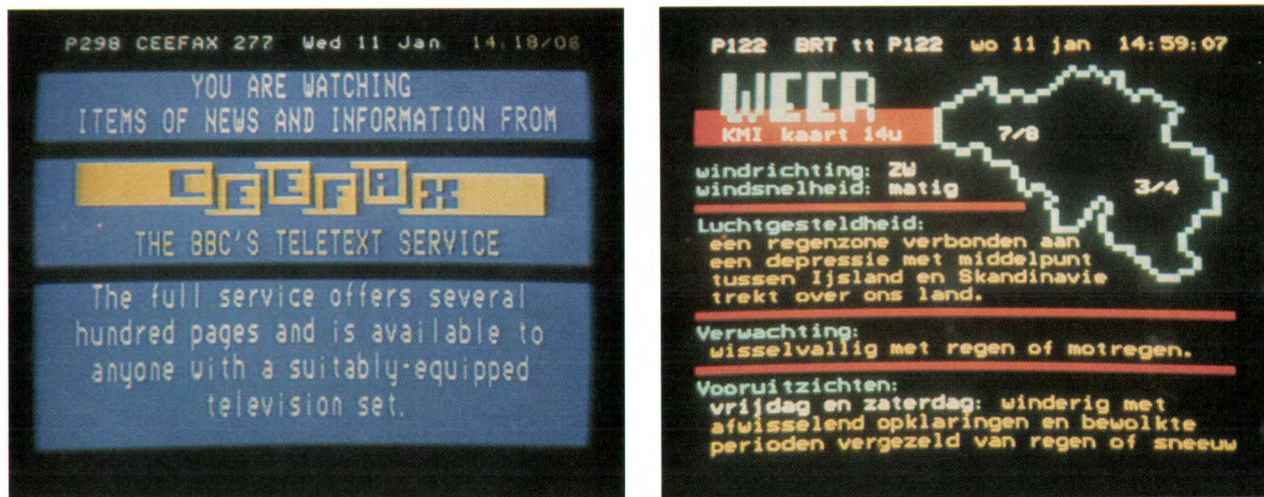 P298 CEEFAX 277 Wed 11 Jan 14:18/06
YOU ARE WATCHING
ITEMS OF NEWS AND INFORMATION FROM
CEEFAX
THE BBC'S TELETEXT SERVICE
The full service offers several
hundred pages and is available to
anyone with a suitably-equipped
television set.
P122 BRT tt P122 wo 11 jan 14:59:07
WEER
KMI kaart 14u
7/8
windrichting: ZW
windsnelheid: matig
3/4
Luchtgesteldheid:
een regenzone verbonden aan
een depressie met middelpunt
tussen Ijsland en Skandinavie
trekt over ons land.
Verwachting:
wisselvallig met regen of motregen.
Vooruitzichten:
vrijdag en zaterdag: winderig met
afwisselend opklaringen en bewolkte
perioden vergezeld van regen of sneeuw